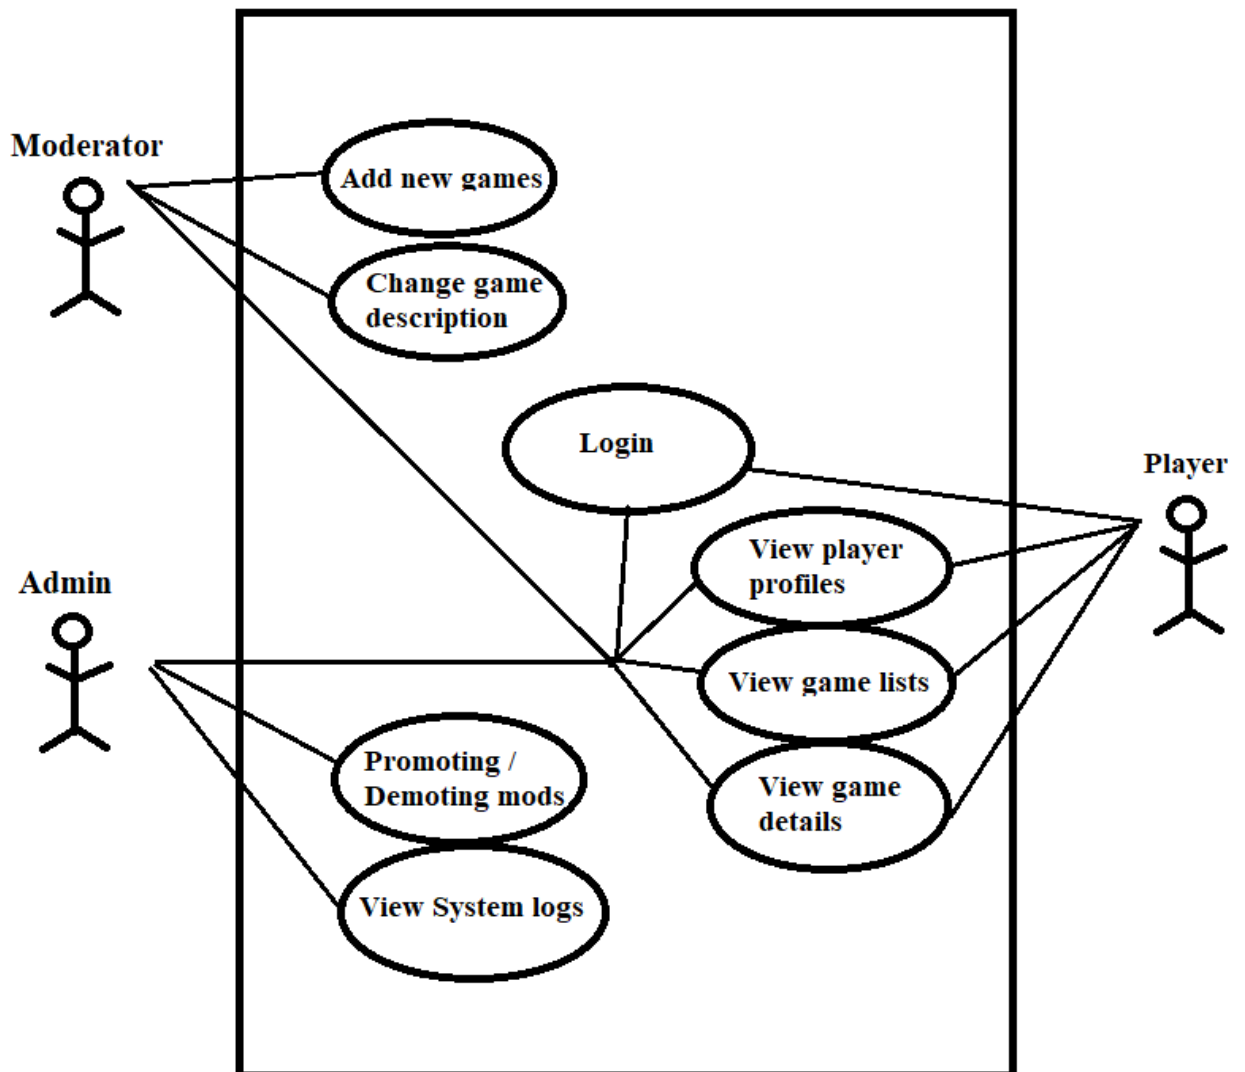 Moderator
Add new games
Change game
description
Login
Player
View player
profiles
Admin
View game lists
Promoting /
Demoting mods
View game
details
View System logs